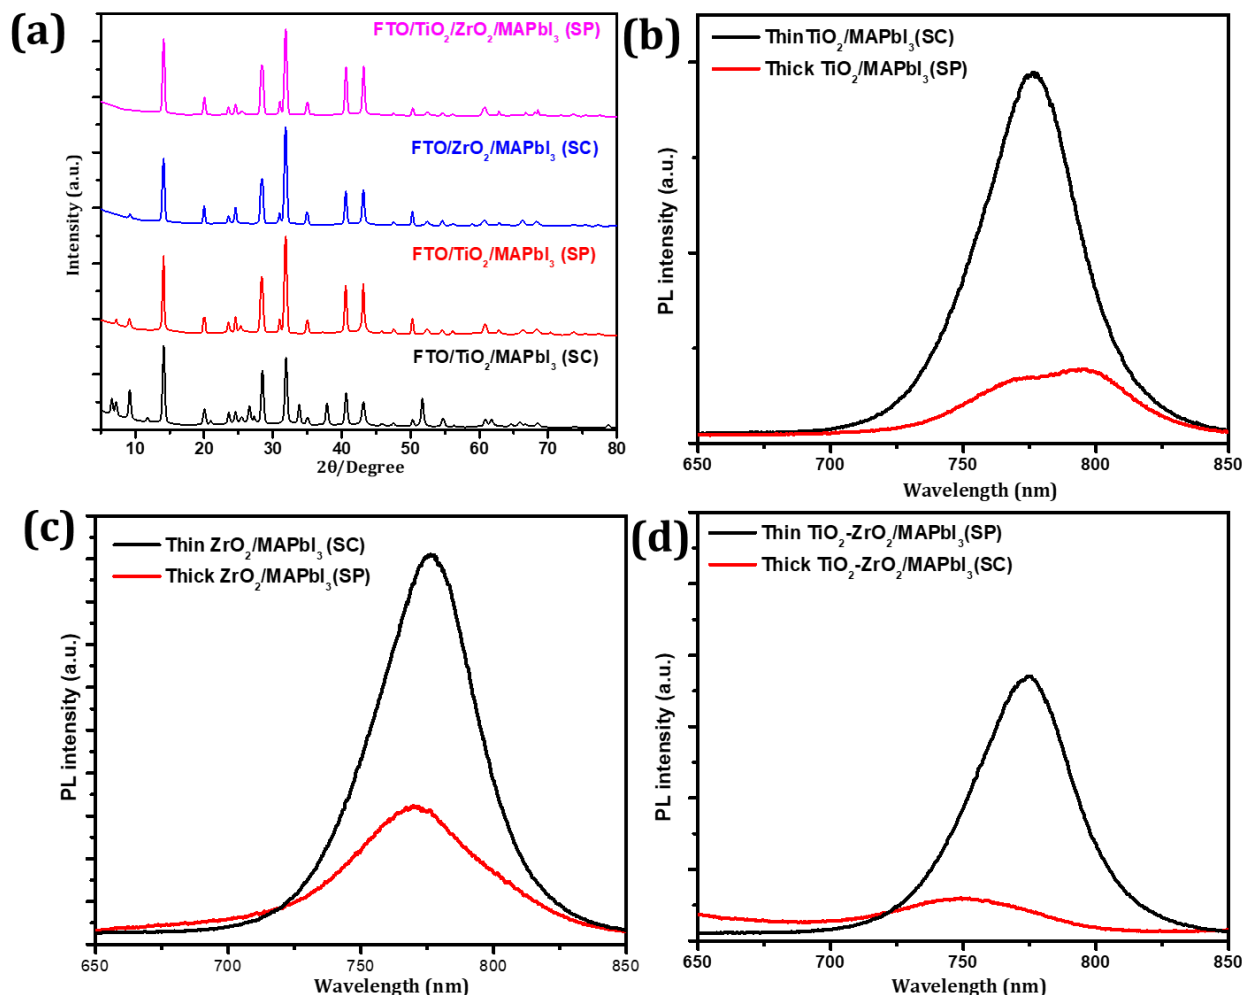 (a)
FTO/TiO₂/ZrO₂/MAPbI₃ (SP)
FTO/ZrO₂/MAPbI₃ (SC)
FTO/TiO₂/MAPbI₃ (SP)
FTO/TiO₂/MAPbI₃ (SC)
Intensity (a.u.)
10 20 30 40 50 60 70 80
2θ/Degree
(b)
Thin TiO₂/MAPbI₃(SC)
Thick TiO₂/MAPbI₃(SP)
PL intensity (a.u.)
650 700 750 800 850
Wavelength (nm)
(c)
Thin ZrO₂/MAPbI₃(SC)
Thick ZrO₂/MAPbI₃(SP)
PL intensity (a.u.)
650 700 750 800 850
Wavelength (nm)
(d)
Thin TiO₂-ZrO₂/MAPbI₃(SP)
Thick TiO₂-ZrO₂/MAPbI₃(SC)
PL intensity (a.u.)
650 700 750 800 850
Wavelength (nm)